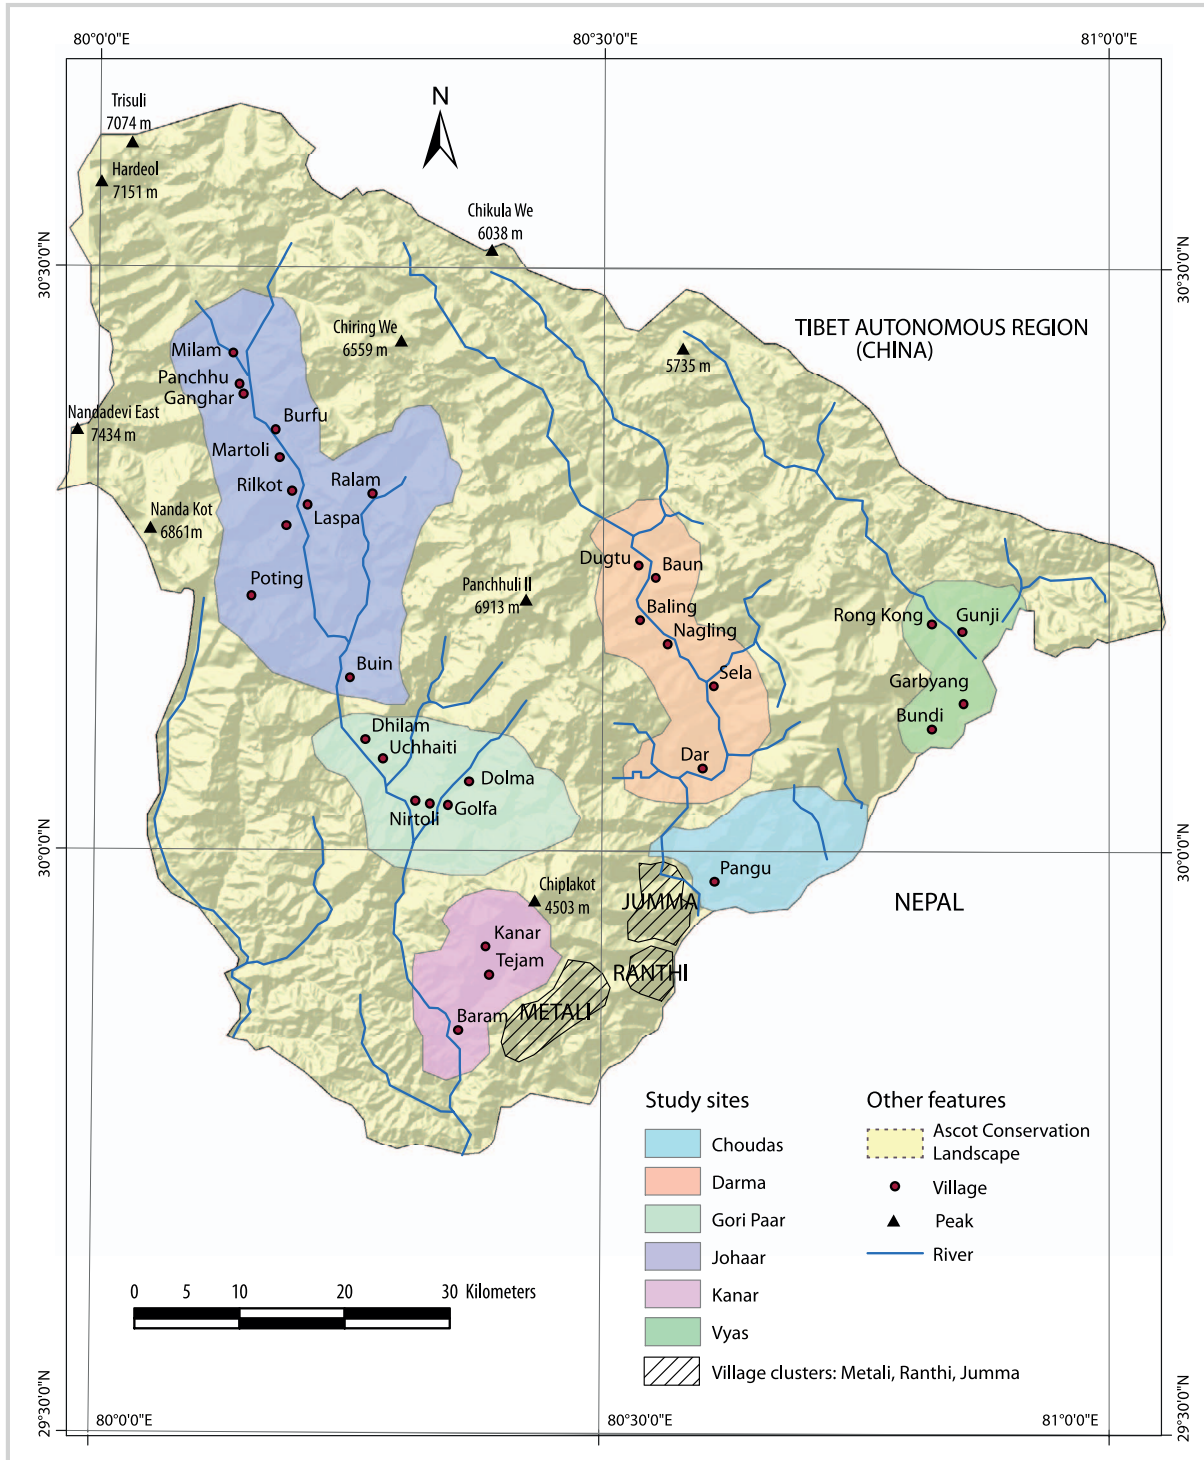 80°0'0"E
80°30'0"E
81°0'0"E
N
Trisuli
7074 m
Hardeol
7151 m
Chikula We
6038 m
30°30'0"N
30°30'0"N
TIBET AUTONOMOUS REGION
(CHINA)
Chiring We
6559 m
5735 m
Milam
Panchhu
Ganghar
Nandadevi East
7434 m
Burfu
Martoli
Rilkot
Ralam
Laspa
Nanda Kot
6861m
Poting
Panchhuli II
6913 m
Dugtu
Baun
Baling
Nagling
Rong Kong
Gunji
Buin
Sela
Garbyang
Bundi
Dhilam
Uchhaiti
Dar
Dolma
Nirtoli
Golfa
30°0'0"N
30°0'0"N
Pangu
Chiplakot
4503 m
JUMMA
NEPAL
Kanar
Tejam
RANTHI
METALI
Baram
Study sites
Choudas
Darma
Gori Paar
Johaar
Kanar
Vyas
Village clusters: Metali, Ranthi, Jumma
Other features
Ascot Conservation
Landscape
Village
Peak
River
0 5 10 20 30 Kilometers
29°30'0"N
29°30'0"N
80°0'0"E
80°30'0"E
81°0'0"E